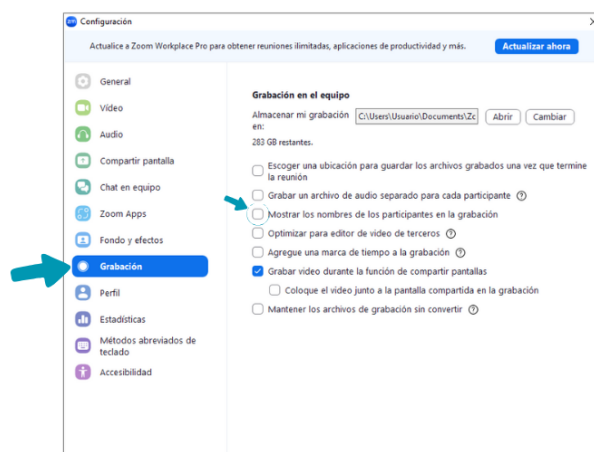 zm Configuración
Actualice a Zoom Workplace Pro para obtener reuniones ilimitadas, aplicaciones de productividad y más.
Actualizar ahora
General
Vídeo
Audio
Compartir pantalla
Chat en equipo
Zoom Apps
Fondo y efectos
Grabación
Perfil
Estadísticas
Métodos abreviados de
teclado
Accesibilidad
Grabación en el equipo
Almacenar mi grabación
en:
C:\Users\Usuario\Documents\Zc
Abrir
Cambiar
283 GB restantes.
Escoger una ubicación para guardar los archivos grabados una vez que termine
la reunión
Grabar un archivo de audio separado para cada participante
Mostrar los nombres de los participantes en la grabación
Optimizar para editor de video de terceros
Agregue una marca de tiempo a la grabación
Grabar video durante la función de compartir pantallas
Coloque el video junto a la pantalla compartida en la grabación
Mantener los archivos de grabación sin convertir